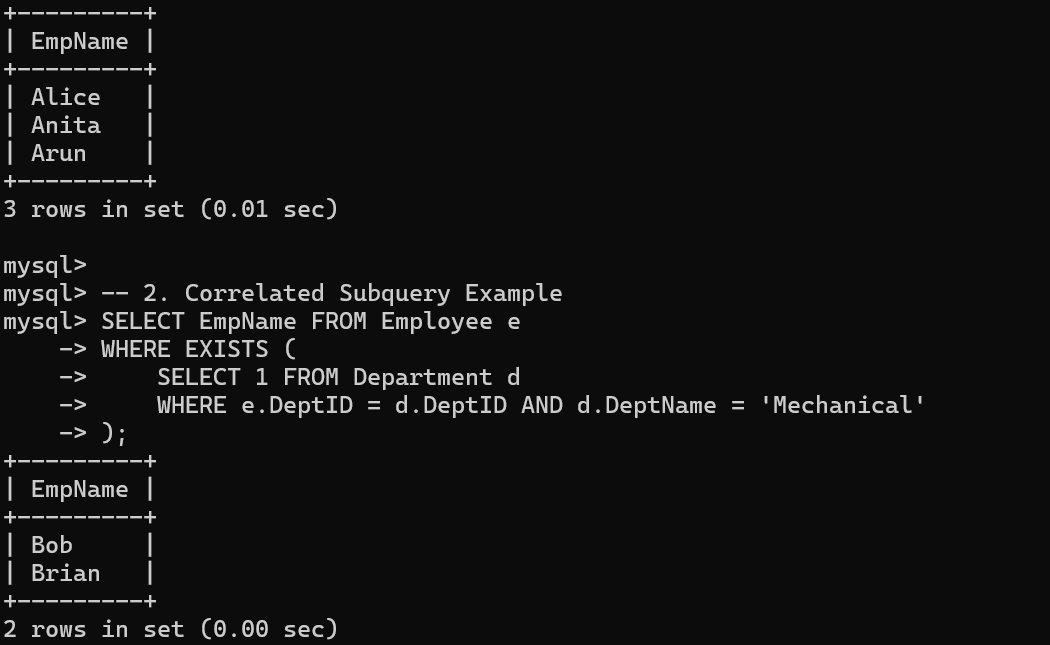 +---------+
| EmpName |
+---------+
| Alice   |
| Anita   |
| Arun    |
+---------+
3 rows in set (0.01 sec)

mysql>
mysql> -- 2. Correlated Subquery Example
mysql> SELECT EmpName FROM Employee e
    -> WHERE EXISTS (
    ->     SELECT 1 FROM Department d
    ->     WHERE e.DeptID = d.DeptID AND d.DeptName = 'Mechanical'
    -> );
+---------+
| EmpName |
+---------+
| Bob     |
| Brian   |
+---------+
2 rows in set (0.00 sec)